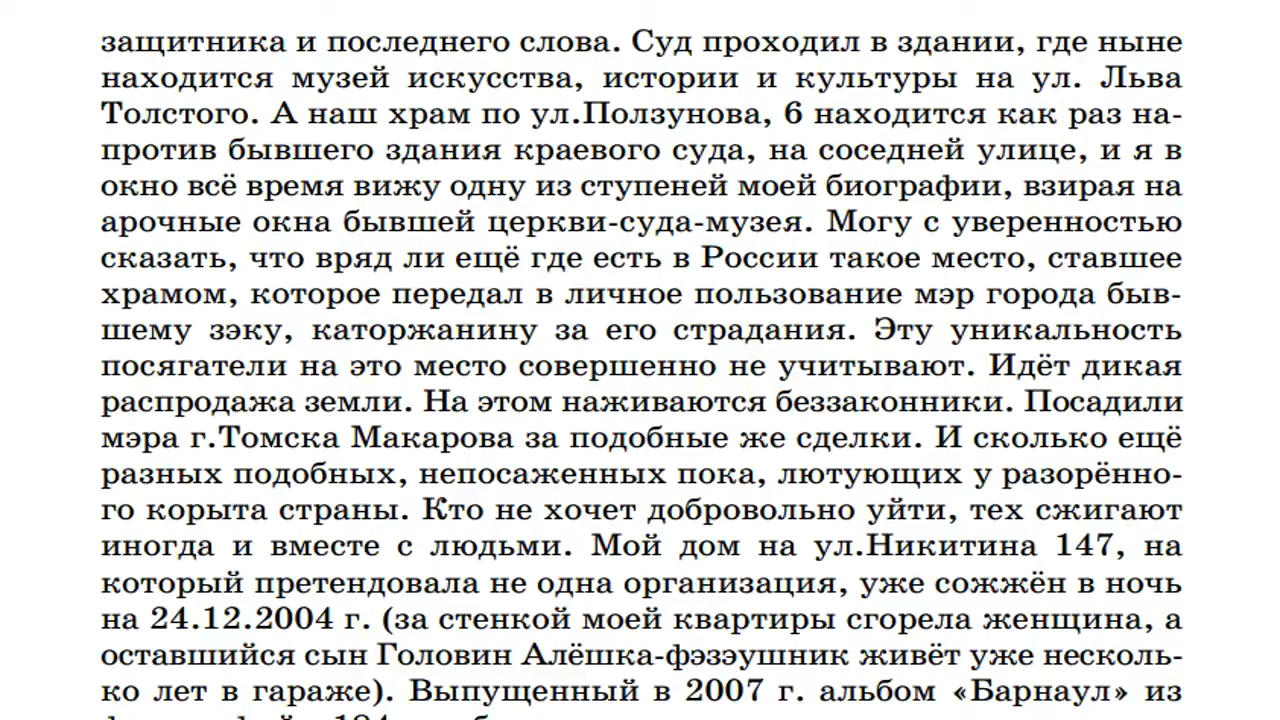 защитника и последнего слова. Суд проходил в здании, где ныне
находится музей искусства, истории и культуры на ул. Льва
Толстого. А наш храм по ул.Ползунова, 6 находится как раз на-
против бывшего здания краевого суда, на соседней улице, и я в
окно всё время вижу одну из ступеней моей биографии, взирая на
арочные окна бывшей церкви-суда-музея. Могу с уверенностью
сказать, что вряд ли ещё где есть в России такое место, ставшее
храмом, которое передал в личное пользование мэр города быв-
шему зэку, каторжанину за его страдания. Эту уникальность
посягатели на это место совершенно не учитывают. Идёт дикая
распродажа земли. На этом наживаются беззаконники. Посадили
мэра г.Томска Макарова за подобные же сделки. И сколько ещё
разных подобных, непосаженных пока, лютующих у разорённо-
го корыта страны. Кто не хочет добровольно уйти, тех сжигают
иногда и вместе с людьми. Мой дом на ул.Никитина 147, на
который претендовала не одна организация, уже сожжён в ночь
на 24.12.2004 г. (за стенкой моей квартиры сгорела женщина, а
оставшийся сын Головин Алёшка-фэзэушник живёт уже несколь-
ко лет в гараже). Выпущенный в 2007 г. альбом «Барнаул» из